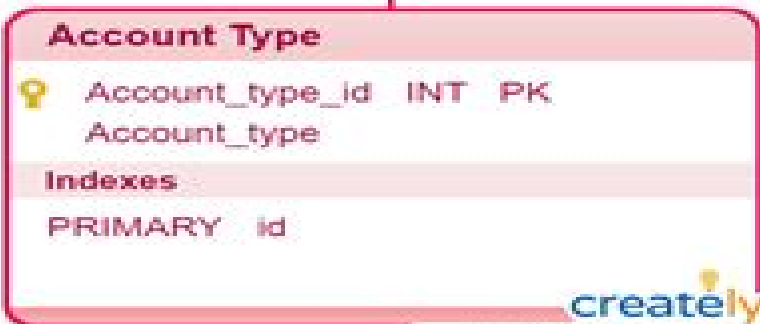 Account Type
Account_type_id INT PK
Account_type
Indexes
PRIMARY id
creately